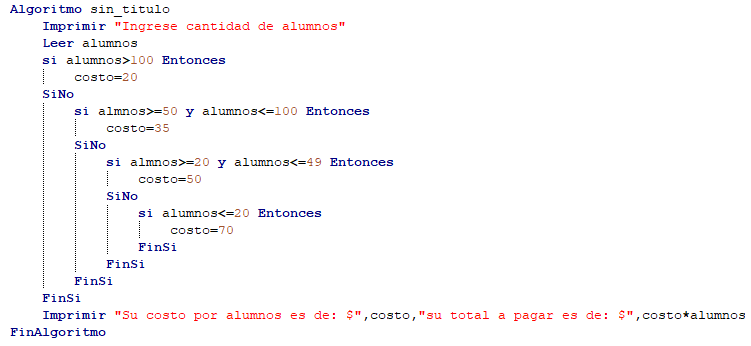 Algoritmo sin_titulo
Imprimir "Ingrese cantidad de alumnos"
Leer alumnos
si alumnos>100 Entonces
costo=20
SiNo
si almnos>=50 y alumnos<=100 Entonces
costo=35
SiNo
si almnos>=20 y alumnos<=49 Entonces
costo=50
SiNo
si alumnos<=20 Entonces
costo=70
FinSi
FinSi
FinSi
FinSi
Imprimir "Su costo por alumnos es de: $",costo,"su total a pagar es de: $",costo*alumnos
FinAlgoritmo